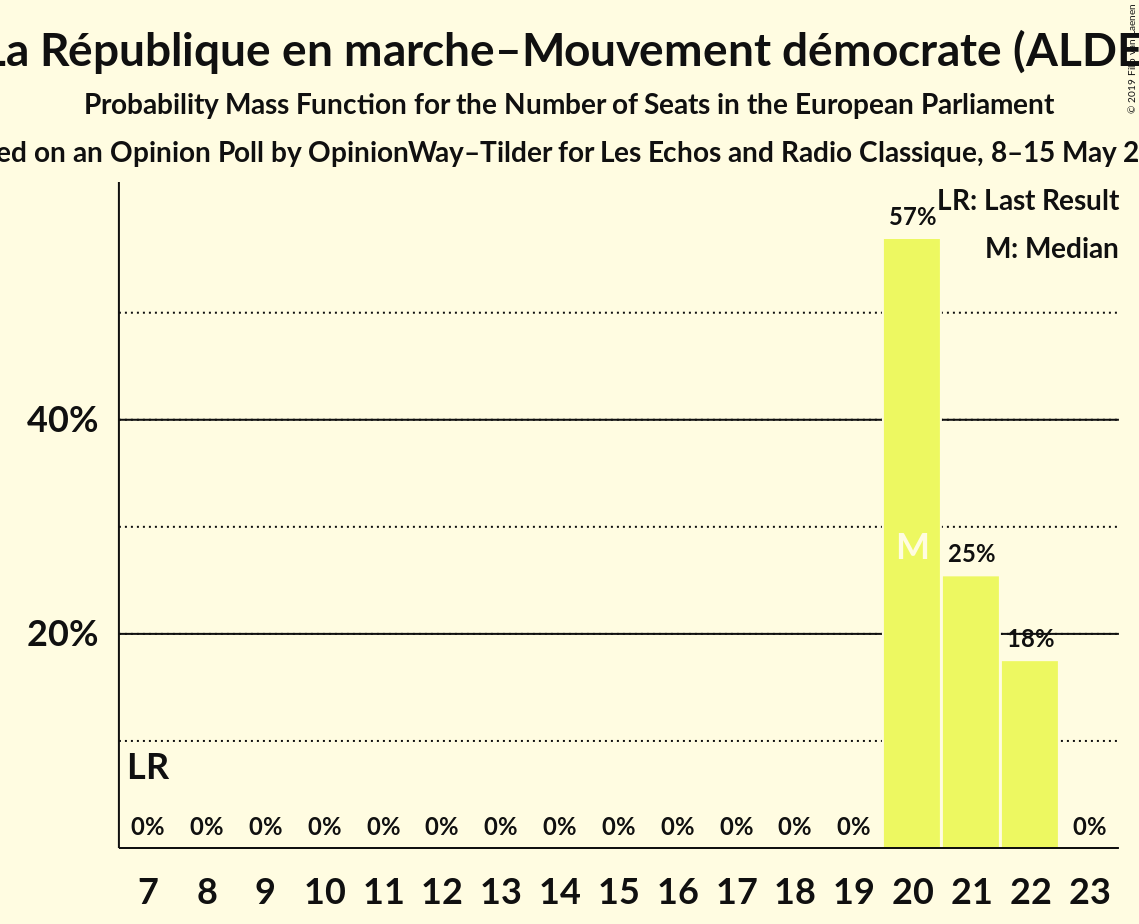 La République en marche–Mouvement démocrate (ALDE
Probability Mass Function for the Number of Seats in the European Parliament
ed on an Opinion Poll by OpinionWay–Tilder for Les Echos and Radio Classique, 8–15 May 2
© 2019 Filip van Laenen
LR: Last Result
M: Median
57%
40%
M
25%
20%
18%
LR
0% 0% 0% 0% 0% 0% 0% 0% 0% 0% 0% 0% 0% 0%
7 8 9 10 11 12 13 14 15 16 17 18 19 20 21 22 23